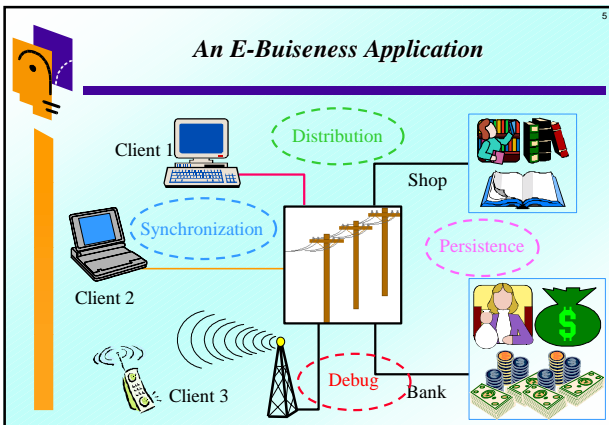 5
An E-Buiseness Application
Distribution
Client 1
Shop
Synchronization
Persistence
Client 2
$
Client 3
Debug
Bank